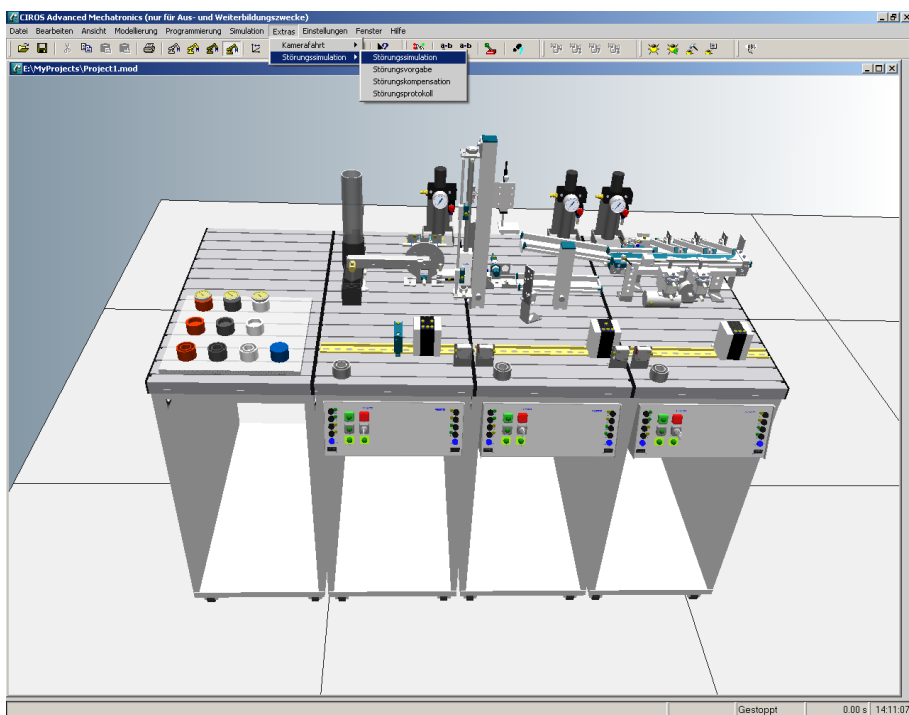 CIROS Advanced Mechatronics (nur für Aus- und Weiterbildungszwecke)
Datei Bearbeiten Ansicht Modellierung Programmierung Simulation Extras Einstellungen Fenster Hilfe
Kamerafahrt
Störungssimulation
Störungssimulation
Störungsvorgabe
Störungskompensation
Störungsprotokoll
a-b a-b
E:\MyProjects\Project1.mod
Gestoppt 0.00 s 14:11:07